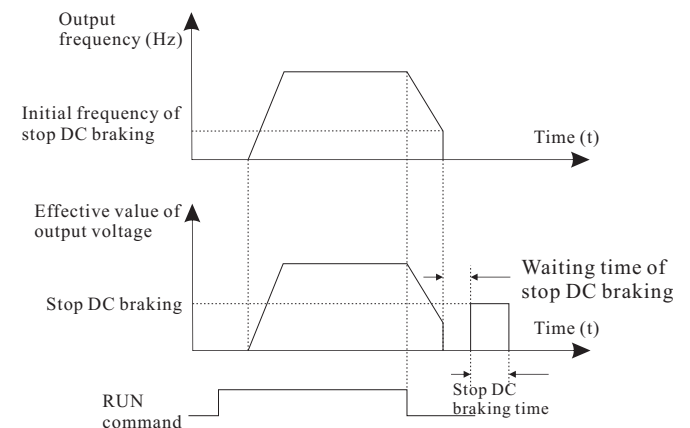 Output
frequency (Hz)
Initial frequency of
stop DC braking
Time (t)
Effective value of
output voltage
Waiting time of
stop DC braking
Stop DC braking
Time (t)
Stop DC
braking time
RUN
command